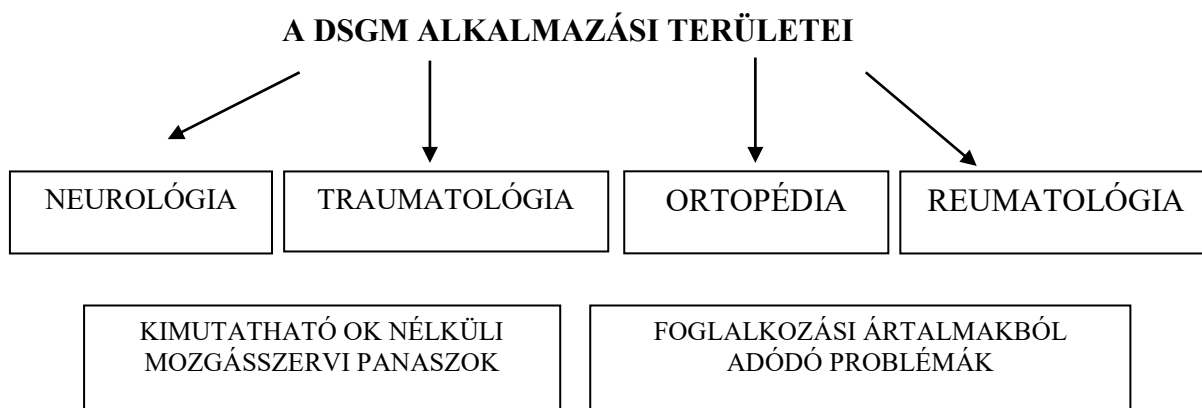 A DSGM ALKALMAZÁSI TERÜLETEI
NEUROLÓGIA
TRAUMATOLÓGIA
ORTOPÉDIA
REUMATOLÓGIA
KIMUTATHATÓ OK NÉLKÜLI
MOZGÁSSZERVI PANASZOK
FOGLALKOZÁSI ÁRTALMAKBÓL
ADÓDÓ PROBLÉMÁK